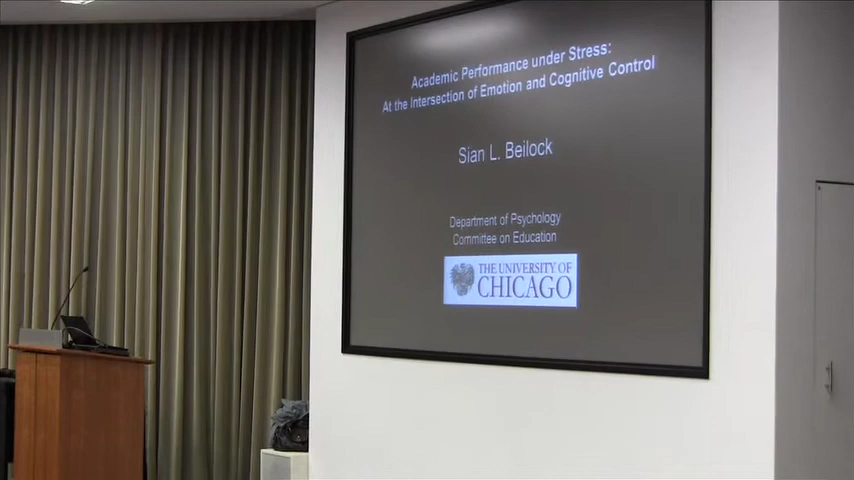 Academic Performance under Stress:
At the Intersection of Emotion and Cognitive Control
Sian L. Beilock
Department of Psychology
Committee on Education
THE UNIVERSITY OF
CHICAGO